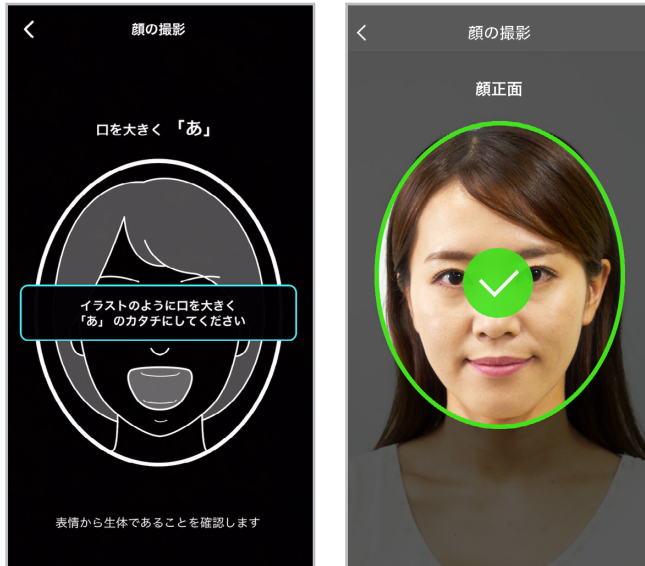 顔の撮影
口を大きく 「あ」
イラストのように口を大きく
「あ」 のカタチにしてください
表情から生体であることを確認します
顔の撮影
顔正面